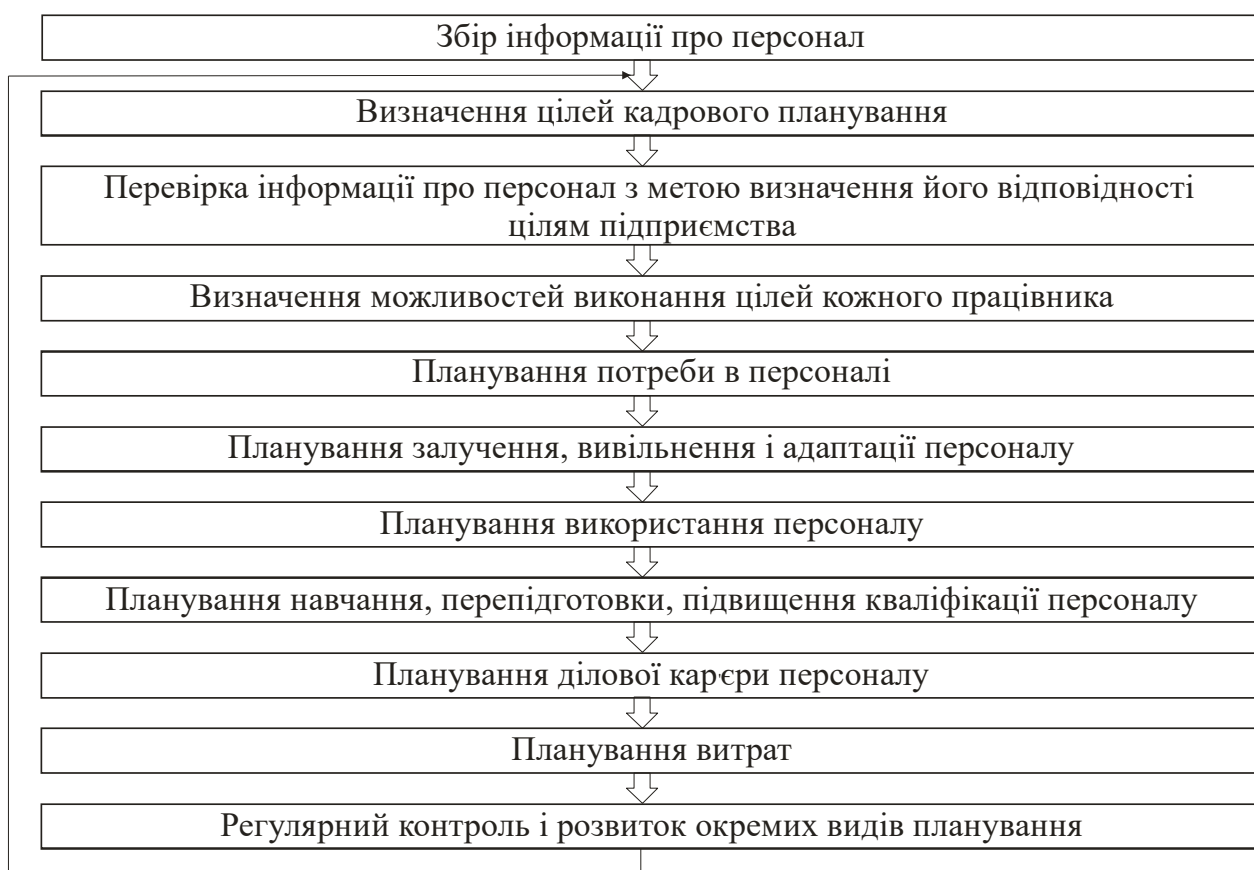 Збір інформації про персонал
Визначення цілей кадрового планування
Перевірка інформації про персонал з метою визначення його відповідності
цілям підприємства
Визначення можливостей виконання цілей кожного працівника
Планування потреби в персоналі
Планування залучення, вивільнення і адаптації персоналу
Планування використання персоналу
Планування навчання, перепідготовки, підвищення кваліфікації персоналу
Планування ділової кар‘єри персоналу
Планування витрат
Регулярний контроль і розвиток окремих видів планування